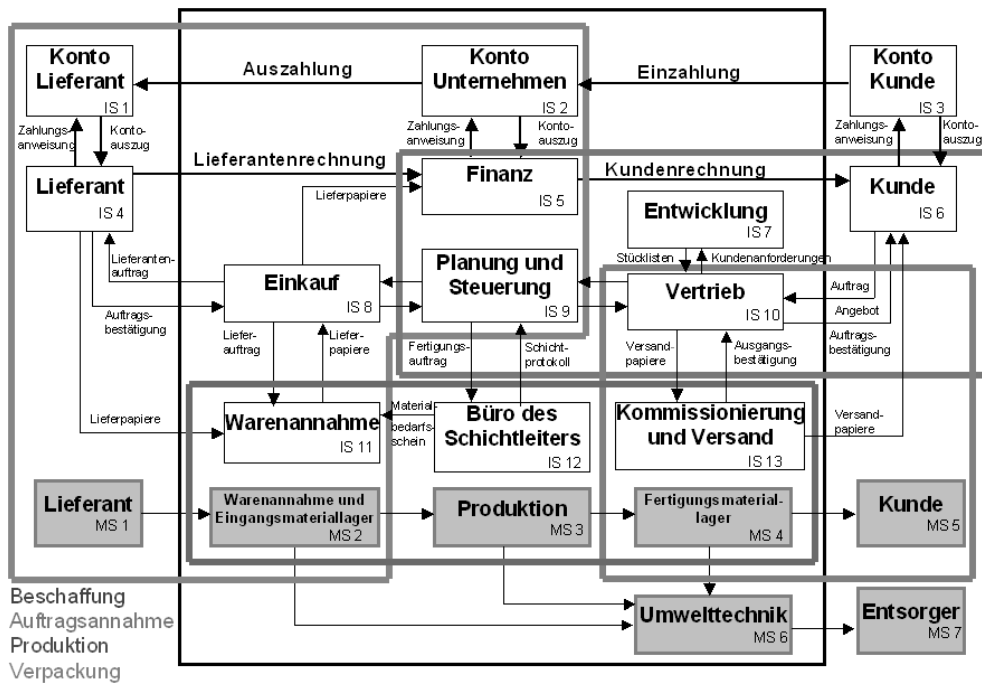 Konto
Lieferant
IS 1
Auszahlung
Konto
Unternehmen
IS 2
Einzahlung
Konto
Kunde
IS 3
Zahlungs-
anweisung
Konto-
auszug
Zahlungs-
anweisung
Konto-
auszug
Zahlungs-
anweisung
Konto-
auszug
Lieferant
IS 4
Lieferantenrechnung
Lieferpapiere
Finanz
IS 5
Kundenrechnung
Kunde
IS 6
Entwicklung
IS 7
Stücklisten
Kundenanforderungen
Lieferanten-
auftrag
Auftrags-
bestätigung
Einkauf
IS 8
Planung und
Steuerung
IS 9
Vertrieb
IS 10
Auftrag
Angebot
Auftrags-
bestätigung
Liefer-
auftrag
Liefer-
papiere
Fertigungs-
auftrag
Schicht-
protokoll
Versand-
papiere
Ausgangs-
bestätigung
Lieferpapiere
Warenannahme
IS 11
Material-
bedarfs-
schein
Büro des
Schichtleiters
IS 12
Kommissionierung
und Versand
IS 13
Versand-
papiere
Lieferant
MS 1
Warenannahme und
Eingangsmateriallager
MS 2
Produktion
MS 3
Fertigungsmaterial-
lager
MS 4
Kunde
MS 5
Umwelttechnik
MS 6
Entsorger
MS 7
Beschaffung
Auftragsannahme
Produktion
Verpackung